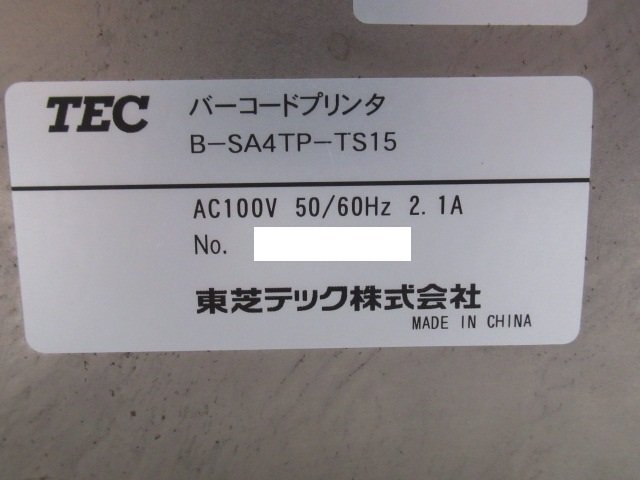 TEC
バーコードプリンタ
B-SA4TP-TS15
AC100V 50/60Hz 2.1A
No.
東芝テック株式会社
MADE IN CHINA